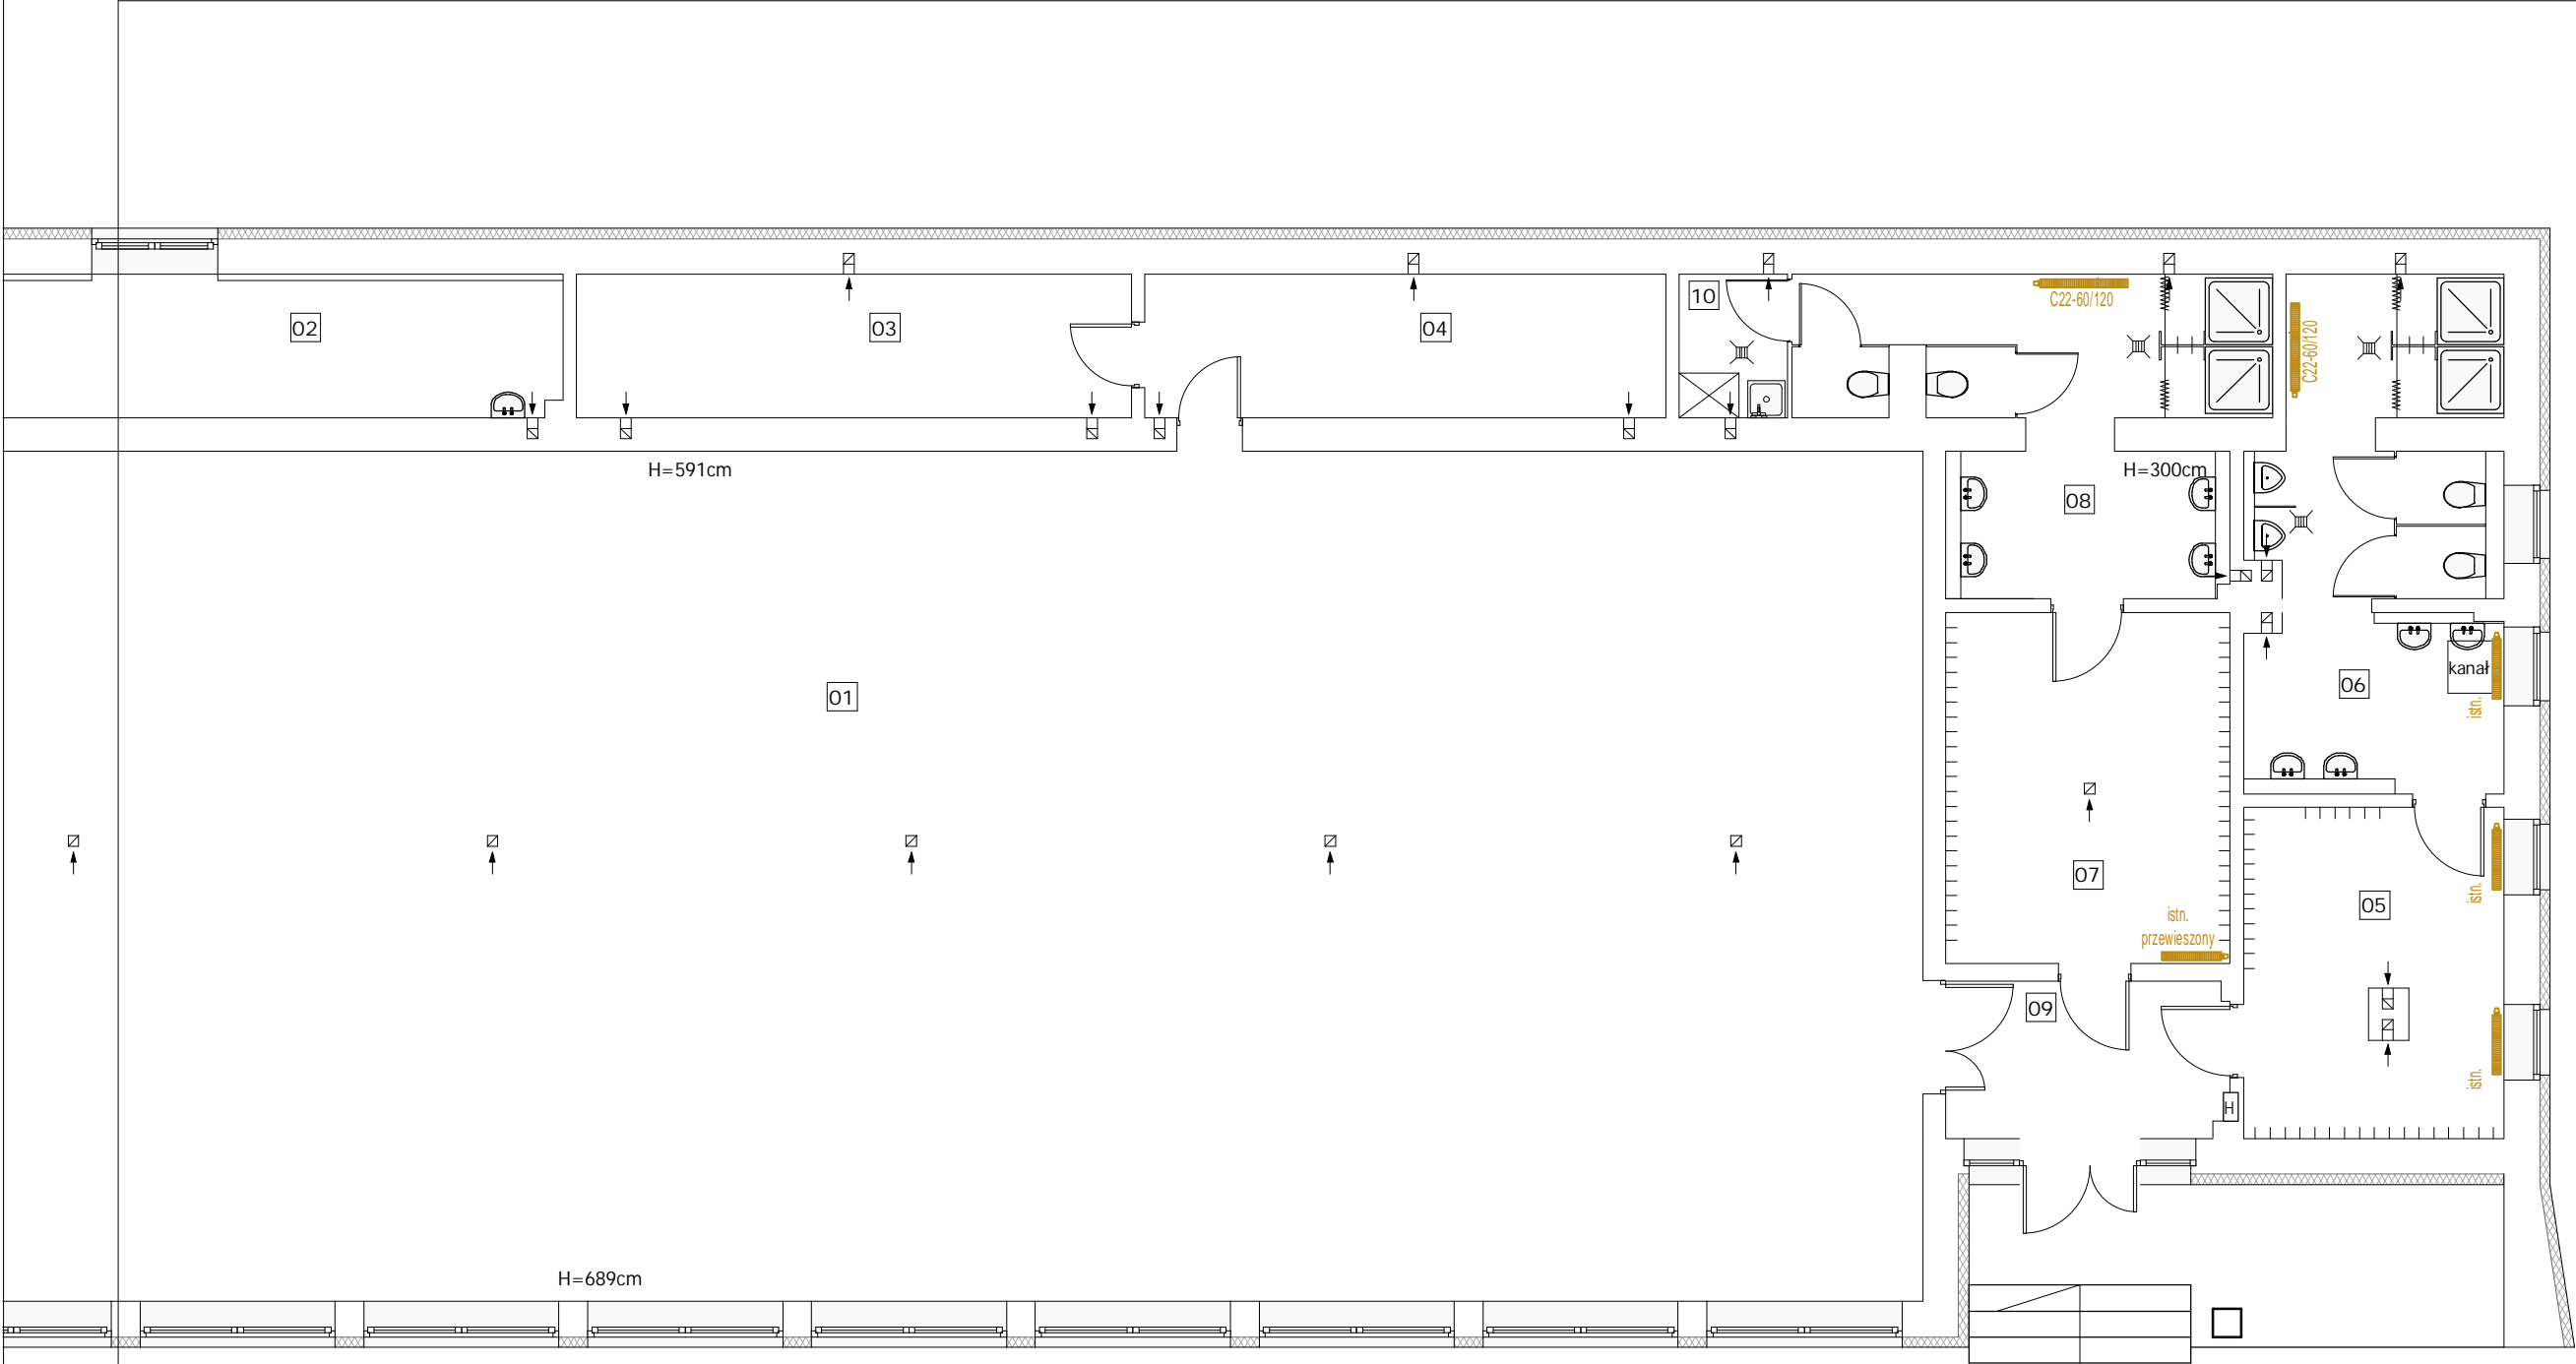 10
C22-60/120
02
03
04
C22-60/120
H=591cm
H=300cm
08
kanał
06
01
istn.
07
istn.
05
istn.
przewieszony
09
istn.
H
H=689cm